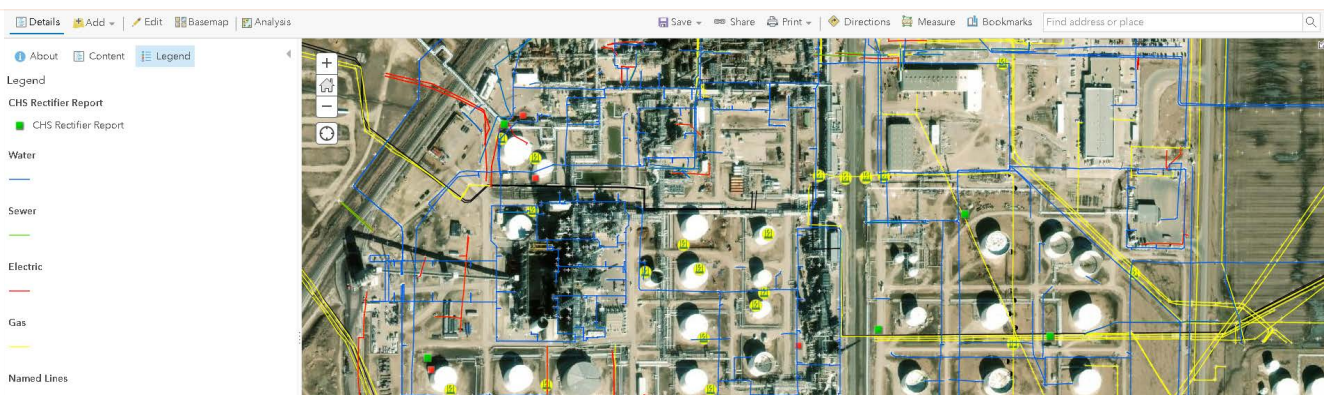 Details Add Edit Basemap Analysis Save Share Print Directions Measure Bookmarks Find address or place
About Content Legend
Legend
CHS Rectifier Report
CHS Rectifier Report
Water
Sewer
Electric
Gas
Named Lines